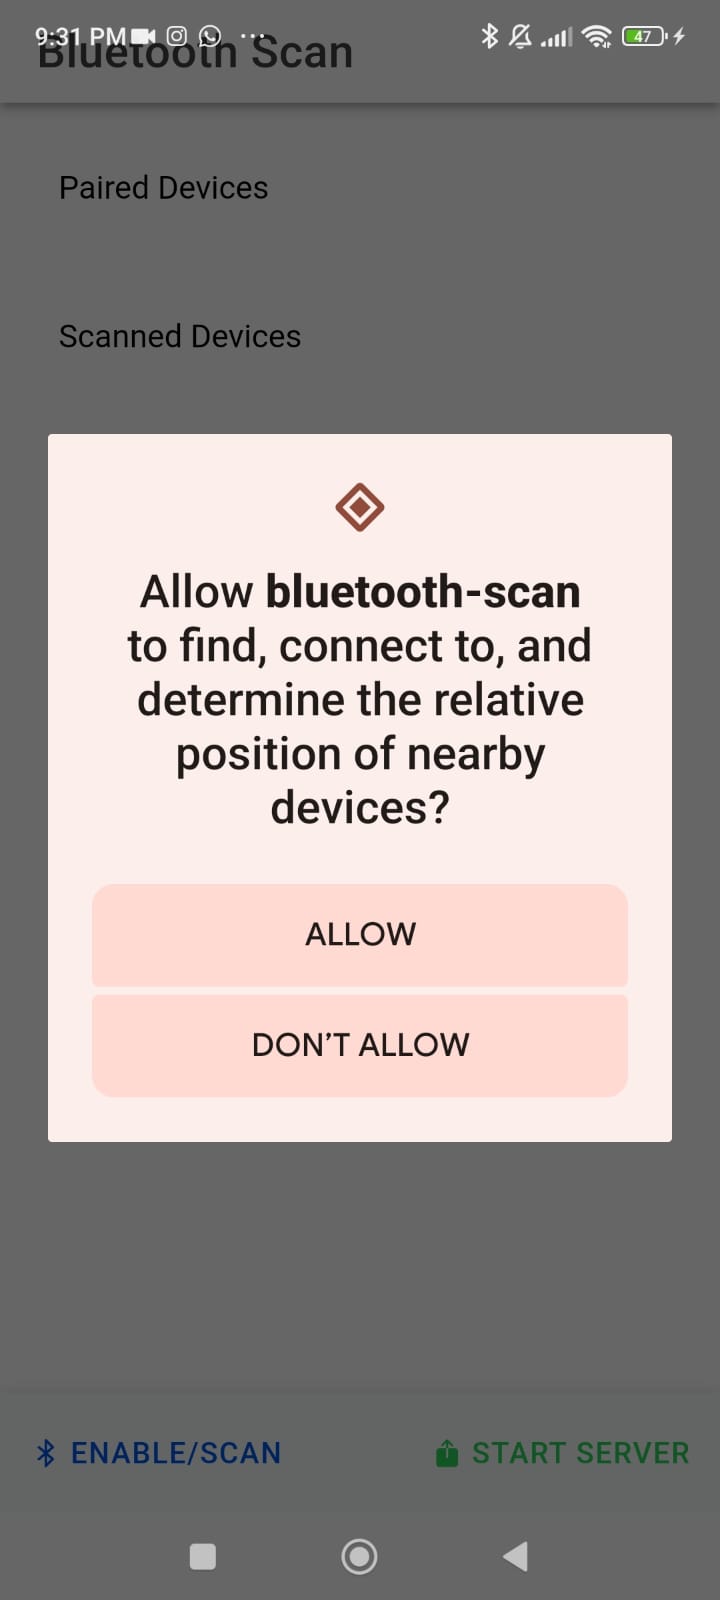 9:31 PM 47
Bluetooth Scan
Paired Devices
Scanned Devices
Allow bluetooth-scan
to find, connect to, and
determine the relative
position of nearby
devices?
ALLOW
DON’T ALLOW
ENABLE/SCAN START SERVER